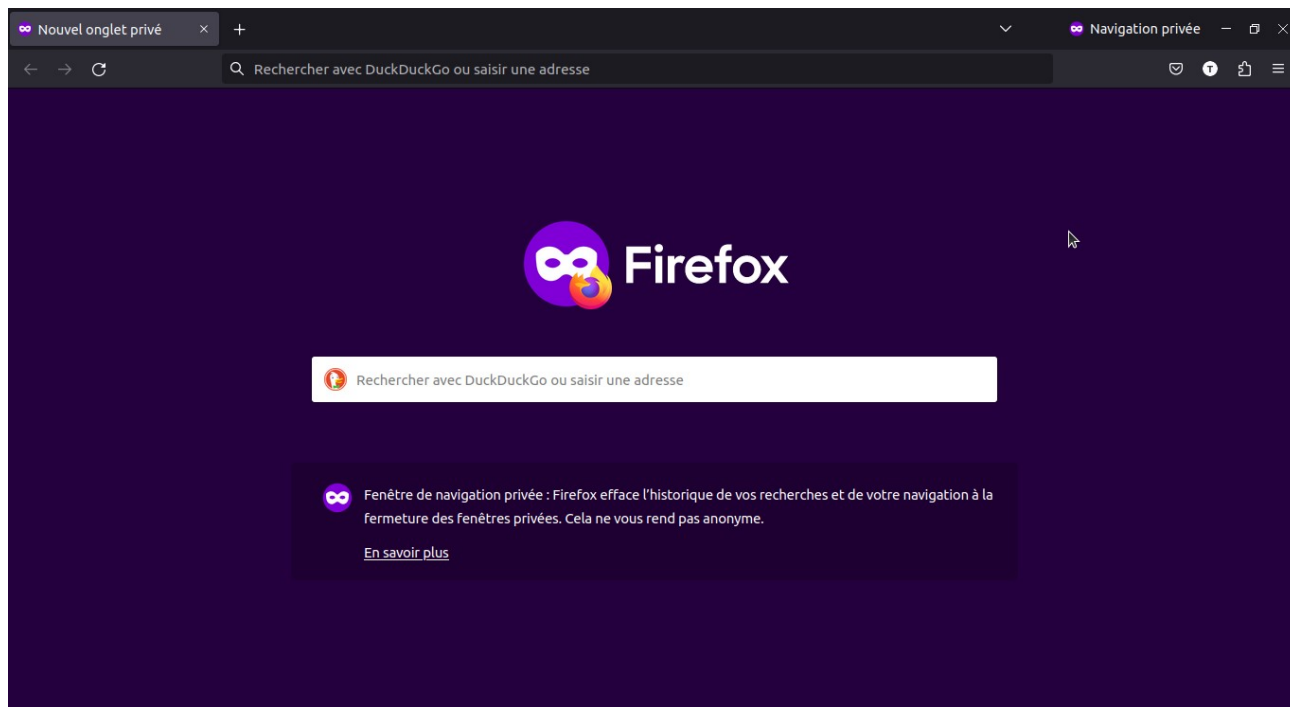 Nouvel onglet privé
Navigation privée
Rechercher avec DuckDuckGo ou saisir une adresse
T
Firefox
Rechercher avec DuckDuckGo ou saisir une adresse
Fenêtre de navigation privée : Firefox efface l’historique de vos recherches et de votre navigation à la
fermeture des fenêtres privées. Cela ne vous rend pas anonyme.
En savoir plus